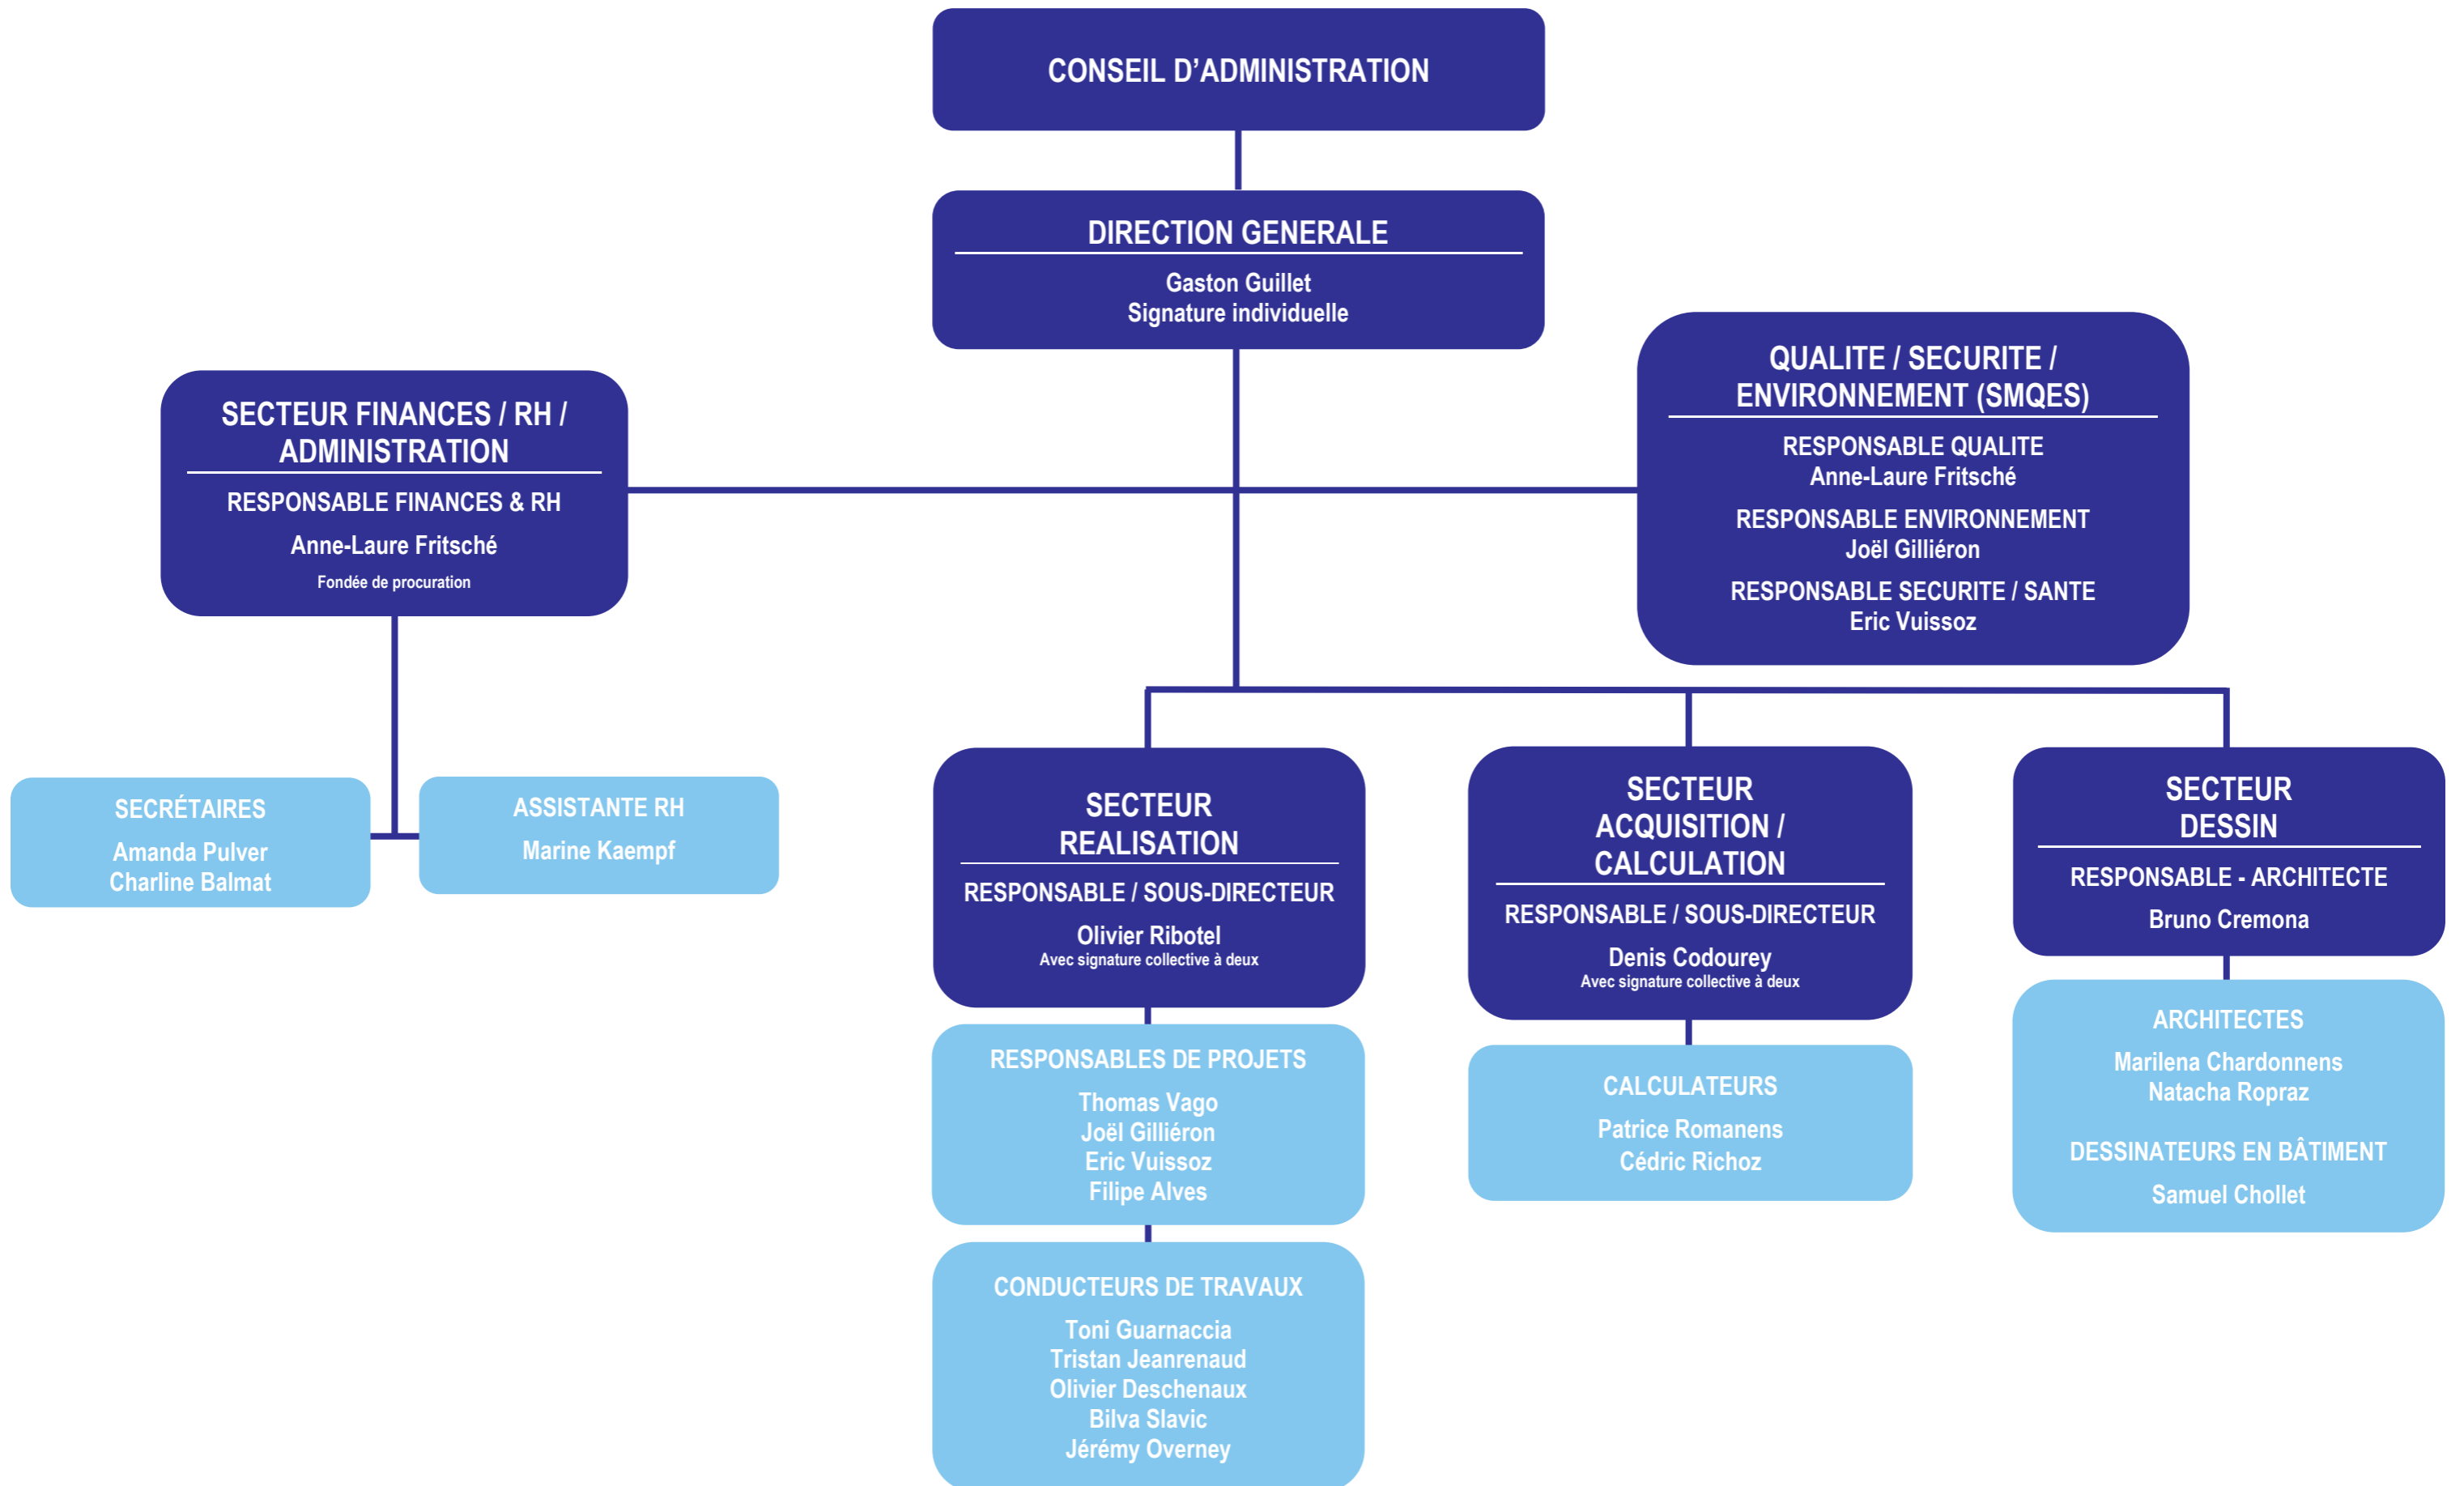 CONSEIL D’ADMINISTRATION
DIRECTION GENERALE
Gaston Guillet
Signature individuelle
SECTEUR FINANCES / RH /
ADMINISTRATION
RESPONSABLE FINANCES & RH
Anne-Laure Fritsché
Fondée de procuration
QUALITE / SECURITE /
ENVIRONNEMENT (SMQES)
RESPONSABLE QUALITE
Anne-Laure Fritsché
RESPONSABLE ENVIRONNEMENT
Joël Gilliéron
RESPONSABLE SECURITE / SANTE
Eric Vuissoz
SECRÉTAIRES
Amanda Pulver
Charline Balmat
ASSISTANTE RH
Marine Kaempf
SECTEUR
REALISATION
RESPONSABLE / SOUS-DIRECTEUR
Olivier Ribotel
Avec signature collective à deux
RESPONSABLES DE PROJETS
Thomas Vago
Joël Gilliéron
Eric Vuissoz
Filipe Alves
CONDUCTEURS DE TRAVAUX
Toni Guarnaccia
Tristan Jeanrenaud
Olivier Deschenaux
Bilva Slavic
Jérémy Overney
SECTEUR
ACQUISITION /
CALCULATION
RESPONSABLE / SOUS-DIRECTEUR
Denis Codourey
Avec signature collective à deux
CALCULATEURS
Patrice Romanens
Cédric Richoz
SECTEUR
DESSIN
RESPONSABLE - ARCHITECTE
Bruno Cremona
ARCHITECTES
Marilena Chardonnens
Natacha Ropraz
DESSINATEURS EN BÂTIMENT
Samuel Chollet